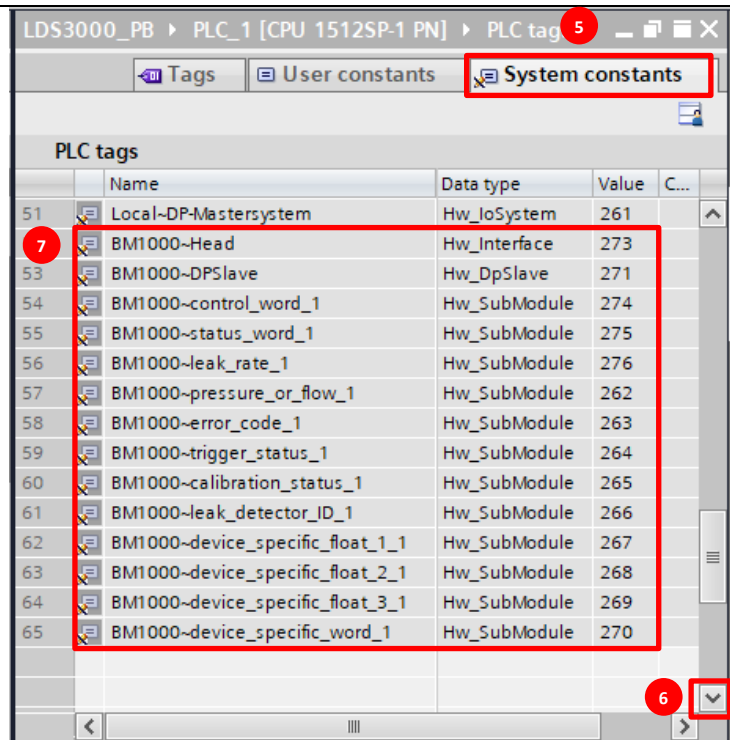 LDS3000_PB ▸ PLC_1 [CPU 1512SP-1 PN] ▸ PLC tag 5
Tags User constants System constants
PLC tags
Name Data type Value C...
51 Local~DP-Mastersystem Hw_IoSystem 261
7 BM1000~Head Hw_Interface 273
53 BM1000~DPSlave Hw_DpSlave 271
54 BM1000~control_word_1 Hw_SubModule 274
55 BM1000~status_word_1 Hw_SubModule 275
56 BM1000~leak_rate_1 Hw_SubModule 276
57 BM1000~pressure_or_flow_1 Hw_SubModule 262
58 BM1000~error_code_1 Hw_SubModule 263
59 BM1000~trigger_status_1 Hw_SubModule 264
60 BM1000~calibration_status_1 Hw_SubModule 265
61 BM1000~leak_detector_ID_1 Hw_SubModule 266
62 BM1000~device_specific_float_1_1 Hw_SubModule 267
63 BM1000~device_specific_float_2_1 Hw_SubModule 268
64 BM1000~device_specific_float_3_1 Hw_SubModule 269
65 BM1000~device_specific_word_1 Hw_SubModule 270
6